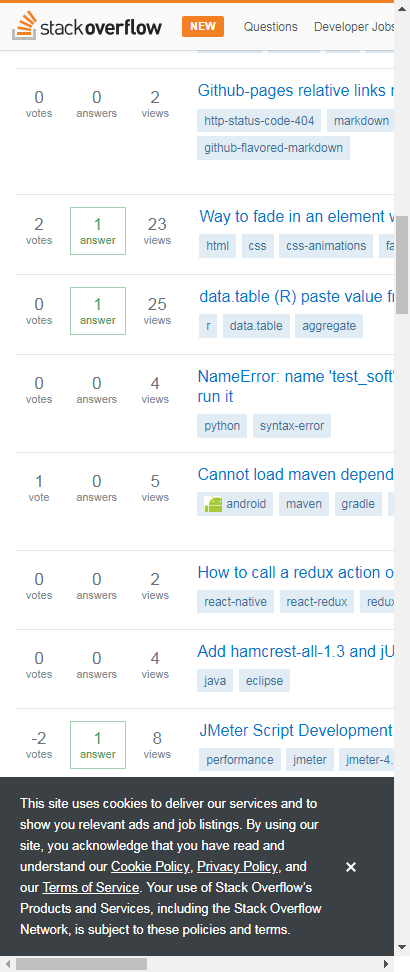 stackoverflow NEW Questions Developer Jobs
0 0 2 Github-pages relative links
votes answers views
http-status-code-404 markdown
github-flavored-markdown
2 1 23 Way to fade in an element
votes answer views
html css css-animations fa
0 1 25 data.table (R) paste value
votes answer views
r data.table aggregate
0 0 4 NameError: name 'test_soft'
votes answers views
run it
python syntax-error
1 0 5 Cannot load maven depend
vote answers views
android maven gradle
0 0 2 How to call a redux action o
votes answers views
react-native react-redux redux
0 0 4 Add hamcrest-all-1.3 and jU
votes answers views
java eclipse
-2 1 8 JMeter Script Development
votes answer views
performance jmeter jmeter-4.
This site uses cookies to deliver our services and to
show you relevant ads and job listings. By using our
site, you acknowledge that you have read and
understand our Cookie Policy, Privacy Policy, and
our Terms of Service. Your use of Stack Overflow's
Products and Services, including the Stack Overflow
Network, is subject to these policies and terms.